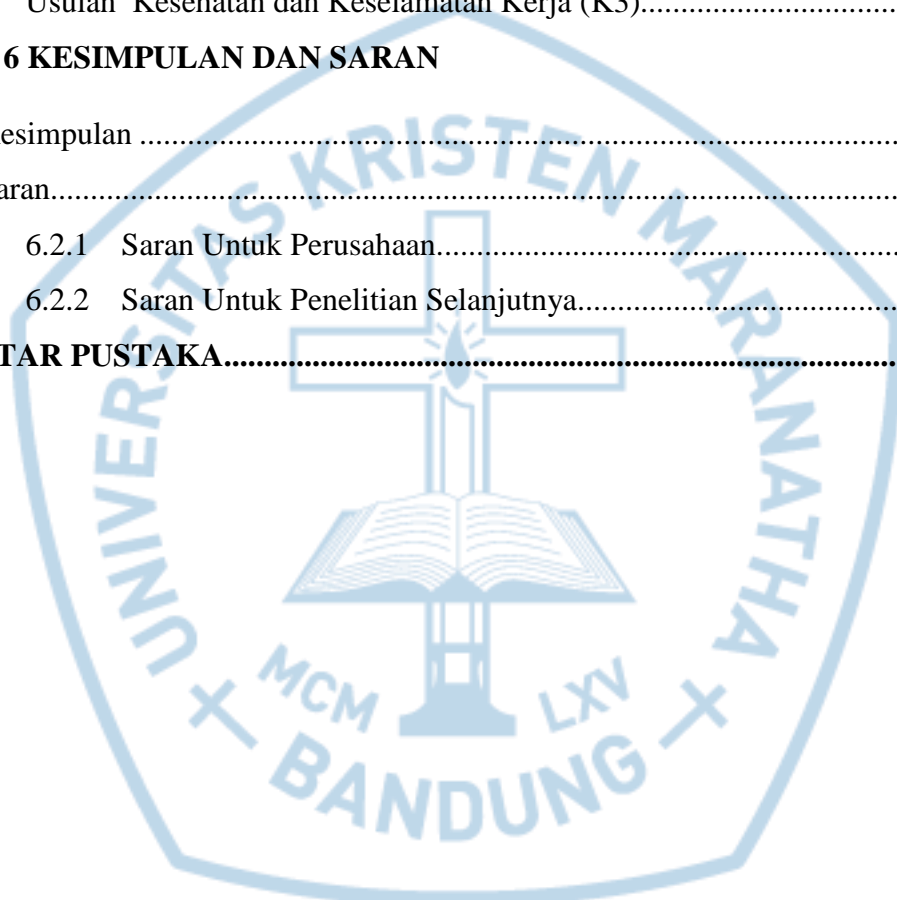 Usulan Kesehatan dan Keselamatan Kerja (K3)................................
6 KESIMPULAN DAN SARAN
esimpulan ................................................................................
aran................................................................................
6.2.1 Saran Untuk Perusahaan................................................................
6.2.2 Saran Untuk Penelitian Selanjutnya................................................
TAR PUSTAKA................................................................................
UNIVERSITAS KRISTEN MARANATHA
MCM LXV
BANDUNG